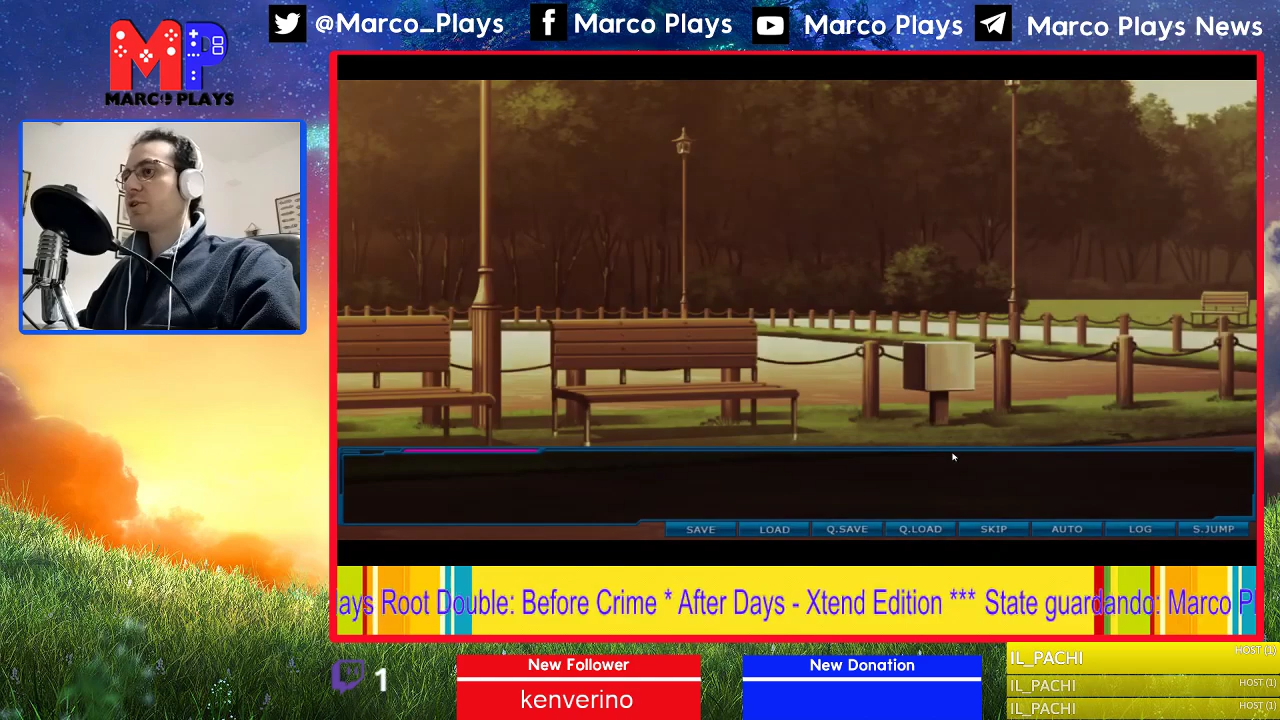 @Marco_Plays
Marco Plays
Marco Plays
Marco Plays News
MP
MARCO PLAYS
SAVE
LOAD
Q.SAVE
Q.LOAD
SKIP
AUTO
LOG
S.JUMP
ays Root Double: Before Crime * After Days - Xtend Edition *** State guardando: Marco P
1
New Follower
kenverino
New Donation
IL_PACHI HOST (1)
IL_PACHI HOST (1)
IL_PACHI HOST (1)